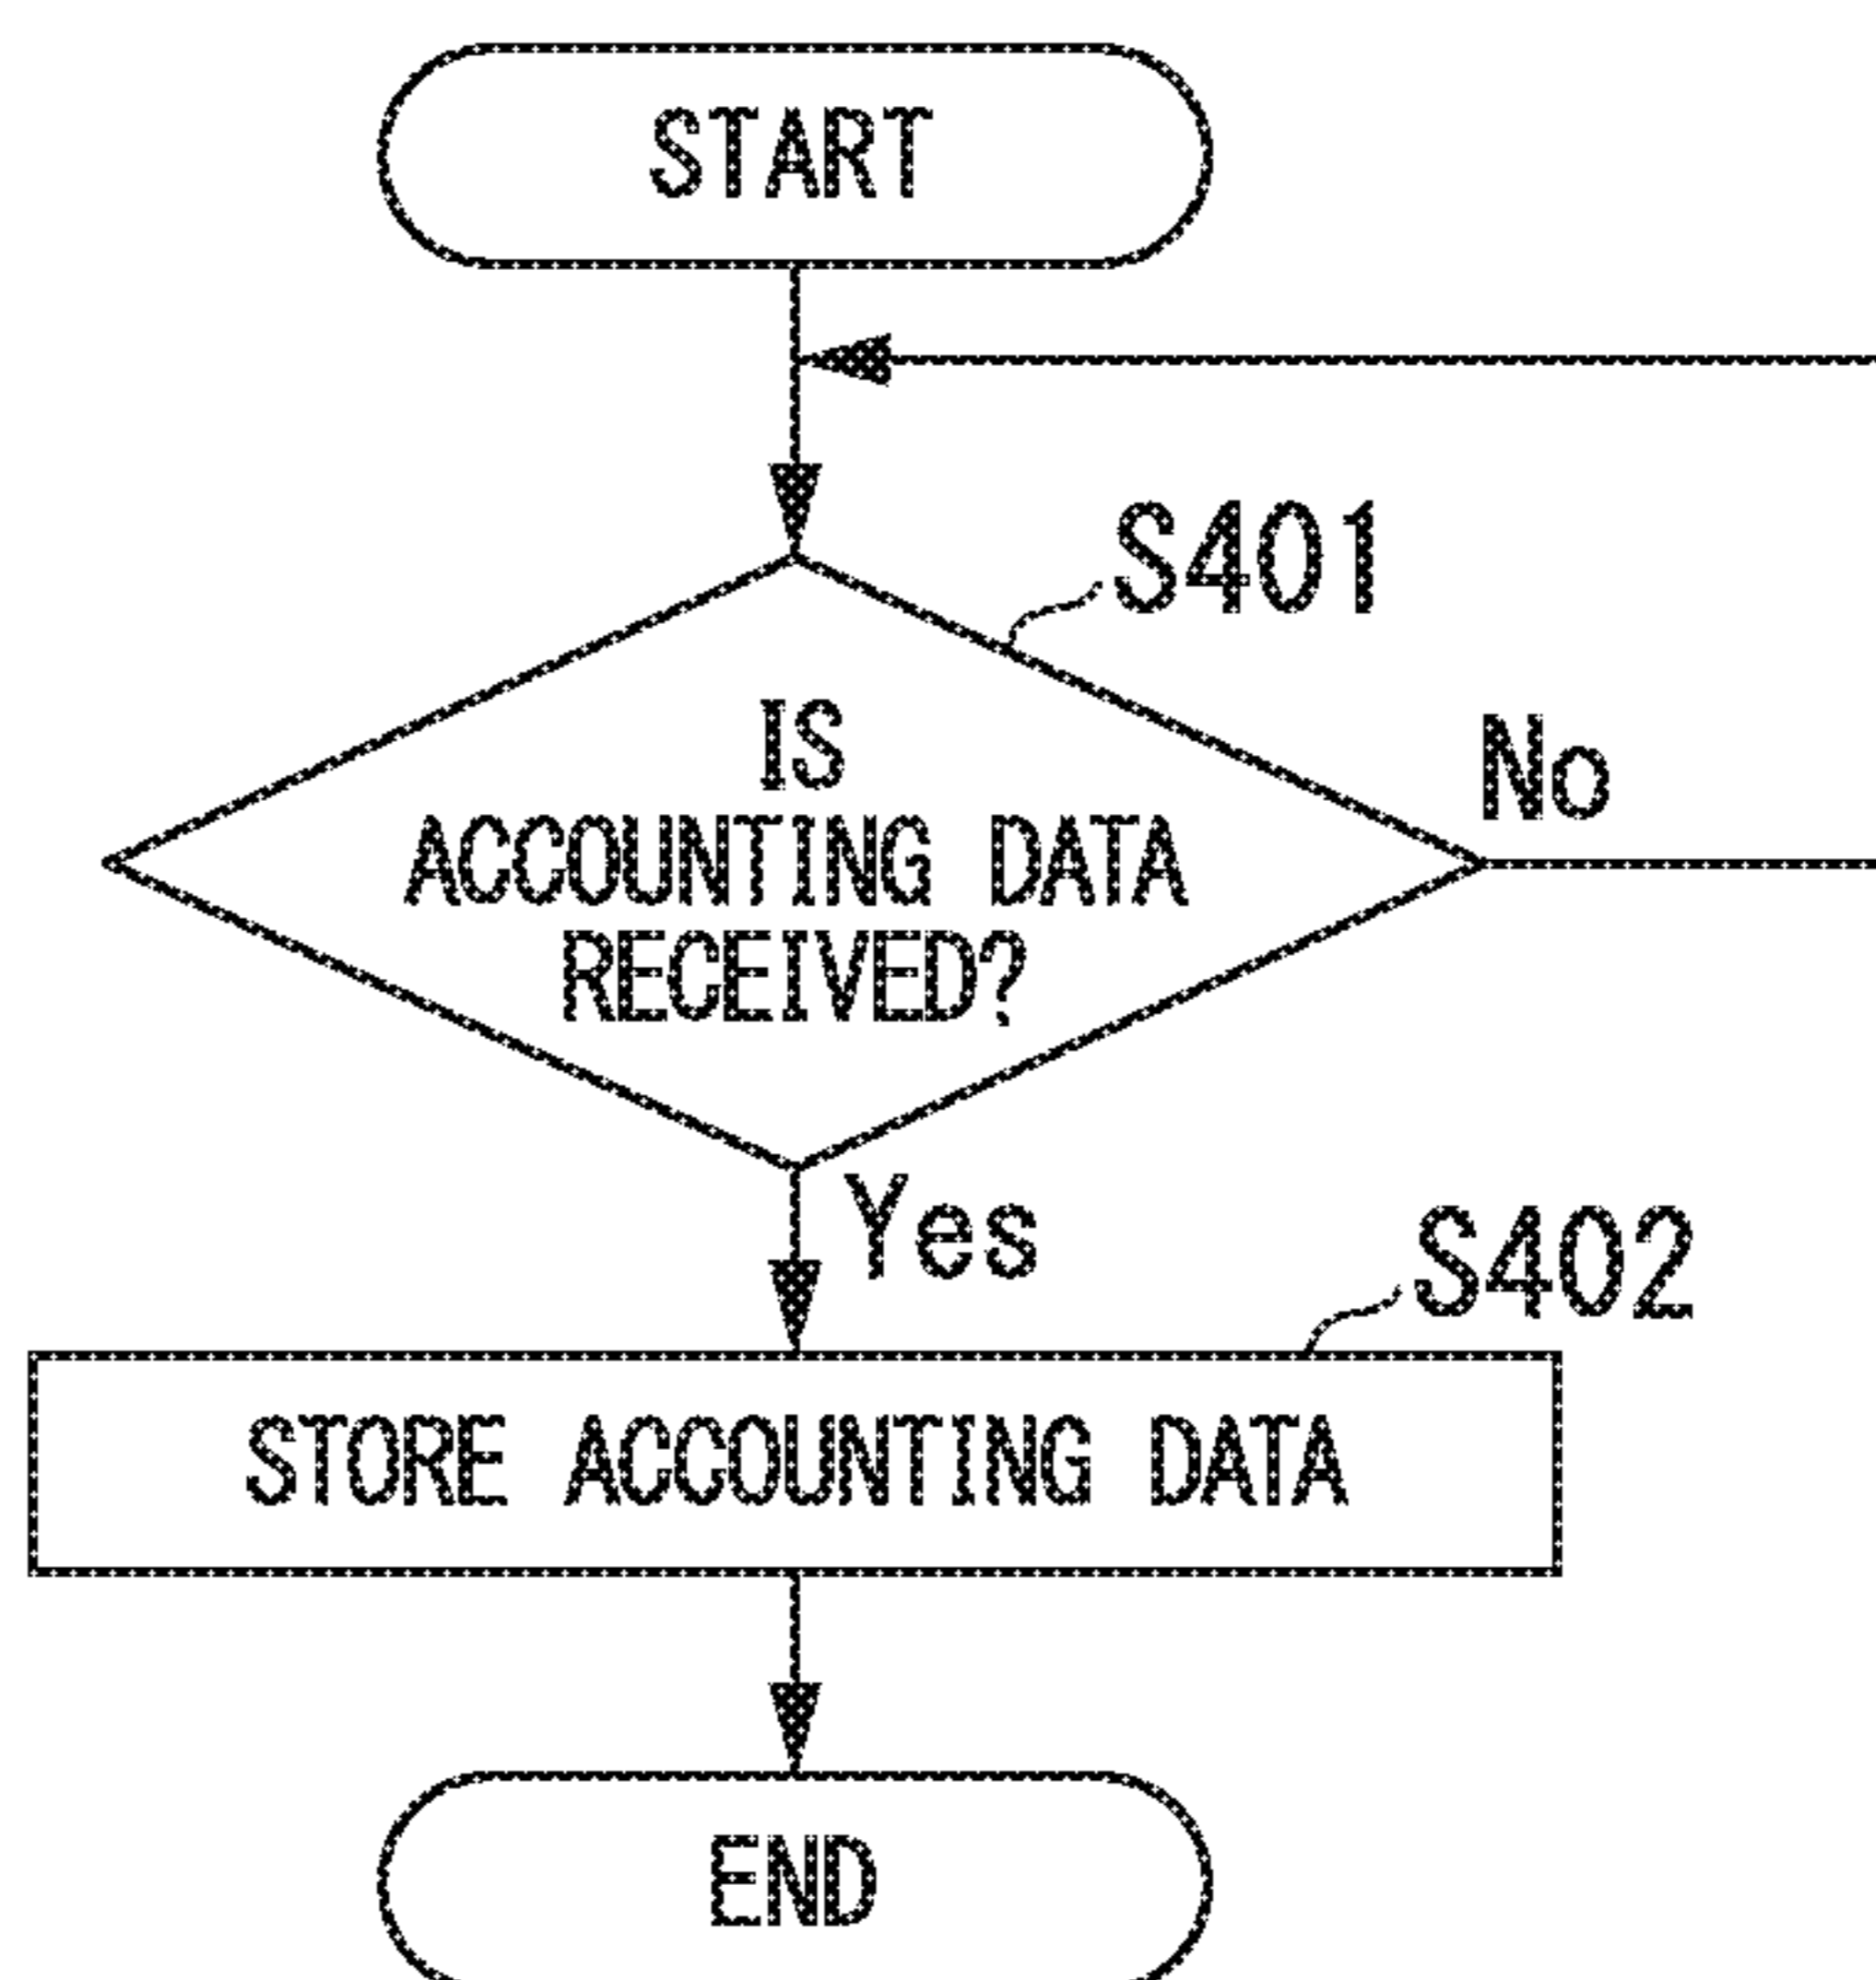 START
S401
IS
ACCOUNTING DATA
RECEIVED?
No
Yes
S402
STORE ACCOUNTING DATA
END